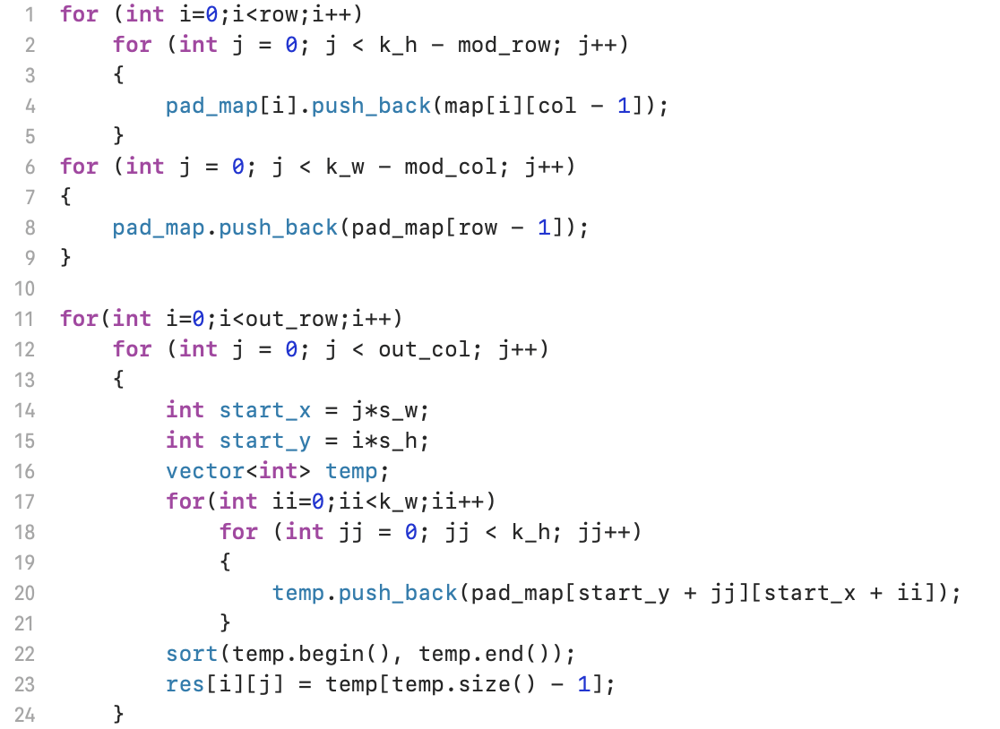 1 for (int i=0;i<row;i++)
2     for (int j = 0; j < k_h - mod_row; j++)
3     {
4         pad_map[i].push_back(map[i][col - 1]);
5     }
6 for (int j = 0; j < k_w - mod_col; j++)
7 {
8     pad_map.push_back(pad_map[row - 1]);
9 }
10
11 for(int i=0;i<out_row;i++)
12     for (int j = 0; j < out_col; j++)
13     {
14         int start_x = j*s_w;
15         int start_y = i*s_h;
16         vector<int> temp;
17         for(int ii=0;ii<k_w;ii++)
18             for (int jj = 0; jj < k_h; jj++)
19             {
20                 temp.push_back(pad_map[start_y + jj][start_x + ii]);
21             }
22         sort(temp.begin(), temp.end());
23         res[i][j] = temp[temp.size() - 1];
24     }